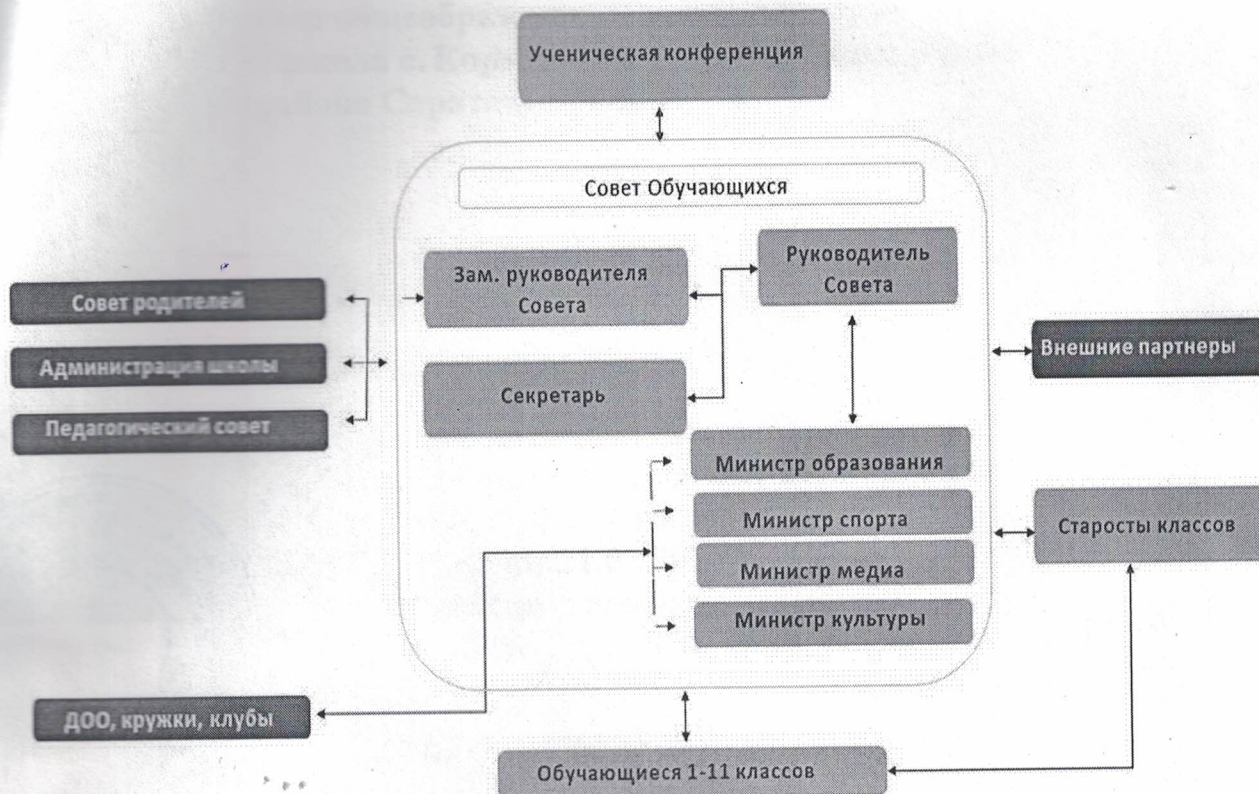 Ученическая конференция
Совет Обучающихся
Зам. руководителя
Совета
Руководитель
Совета
Совет родителей
Администрация школы
Педагогический совет
Секретарь
Внешние партнеры
Министр образования
Министр спорта
Министр медиа
Министр культуры
Старосты классов
ДОО, кружки, клубы
Обучающиеся 1-11 классов